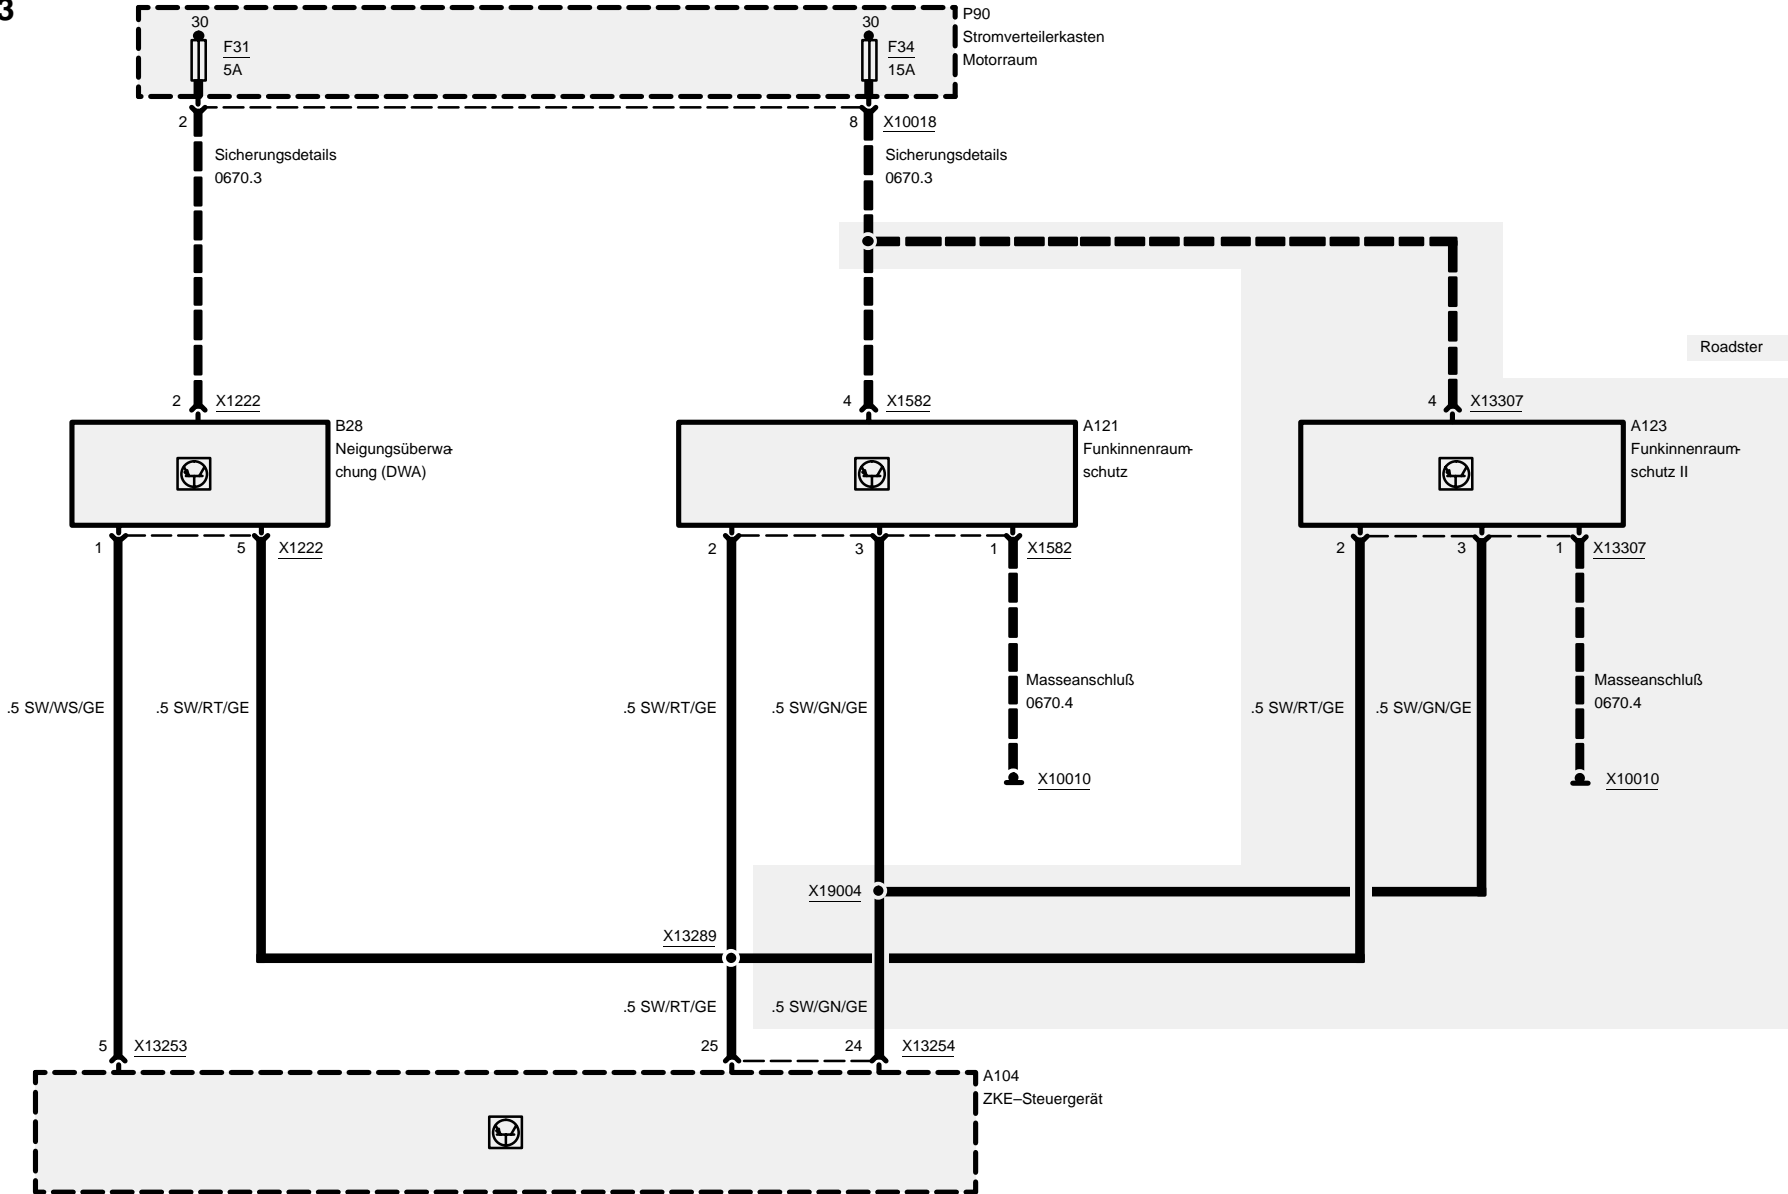 3
30
F31
5A
30
F34
15A
P90
Stromverteilerkasten
Motorraum
2
8
X10018
Sicherungsdetails
0670.3
Sicherungsdetails
0670.3
Roadster
2
X1222
4
X1582
4
X13307
B28
Neigungsüberwa-
chung (DWA)
A121
Funkinnenraum-
schutz
A123
Funkinnenraum-
schutz II
1
5
X1222
2
3
1
X1582
2
3
1
X13307
Masseanschluß
0670.4
Masseanschluß
0670.4
.5 SW/WS/GE
.5 SW/RT/GE
.5 SW/RT/GE
.5 SW/GN/GE
.5 SW/RT/GE
.5 SW/GN/GE
X10010
X10010
X19004
X13289
.5 SW/RT/GE
.5 SW/GN/GE
5
X13253
25
24
X13254
A104
ZKE–Steuergerät